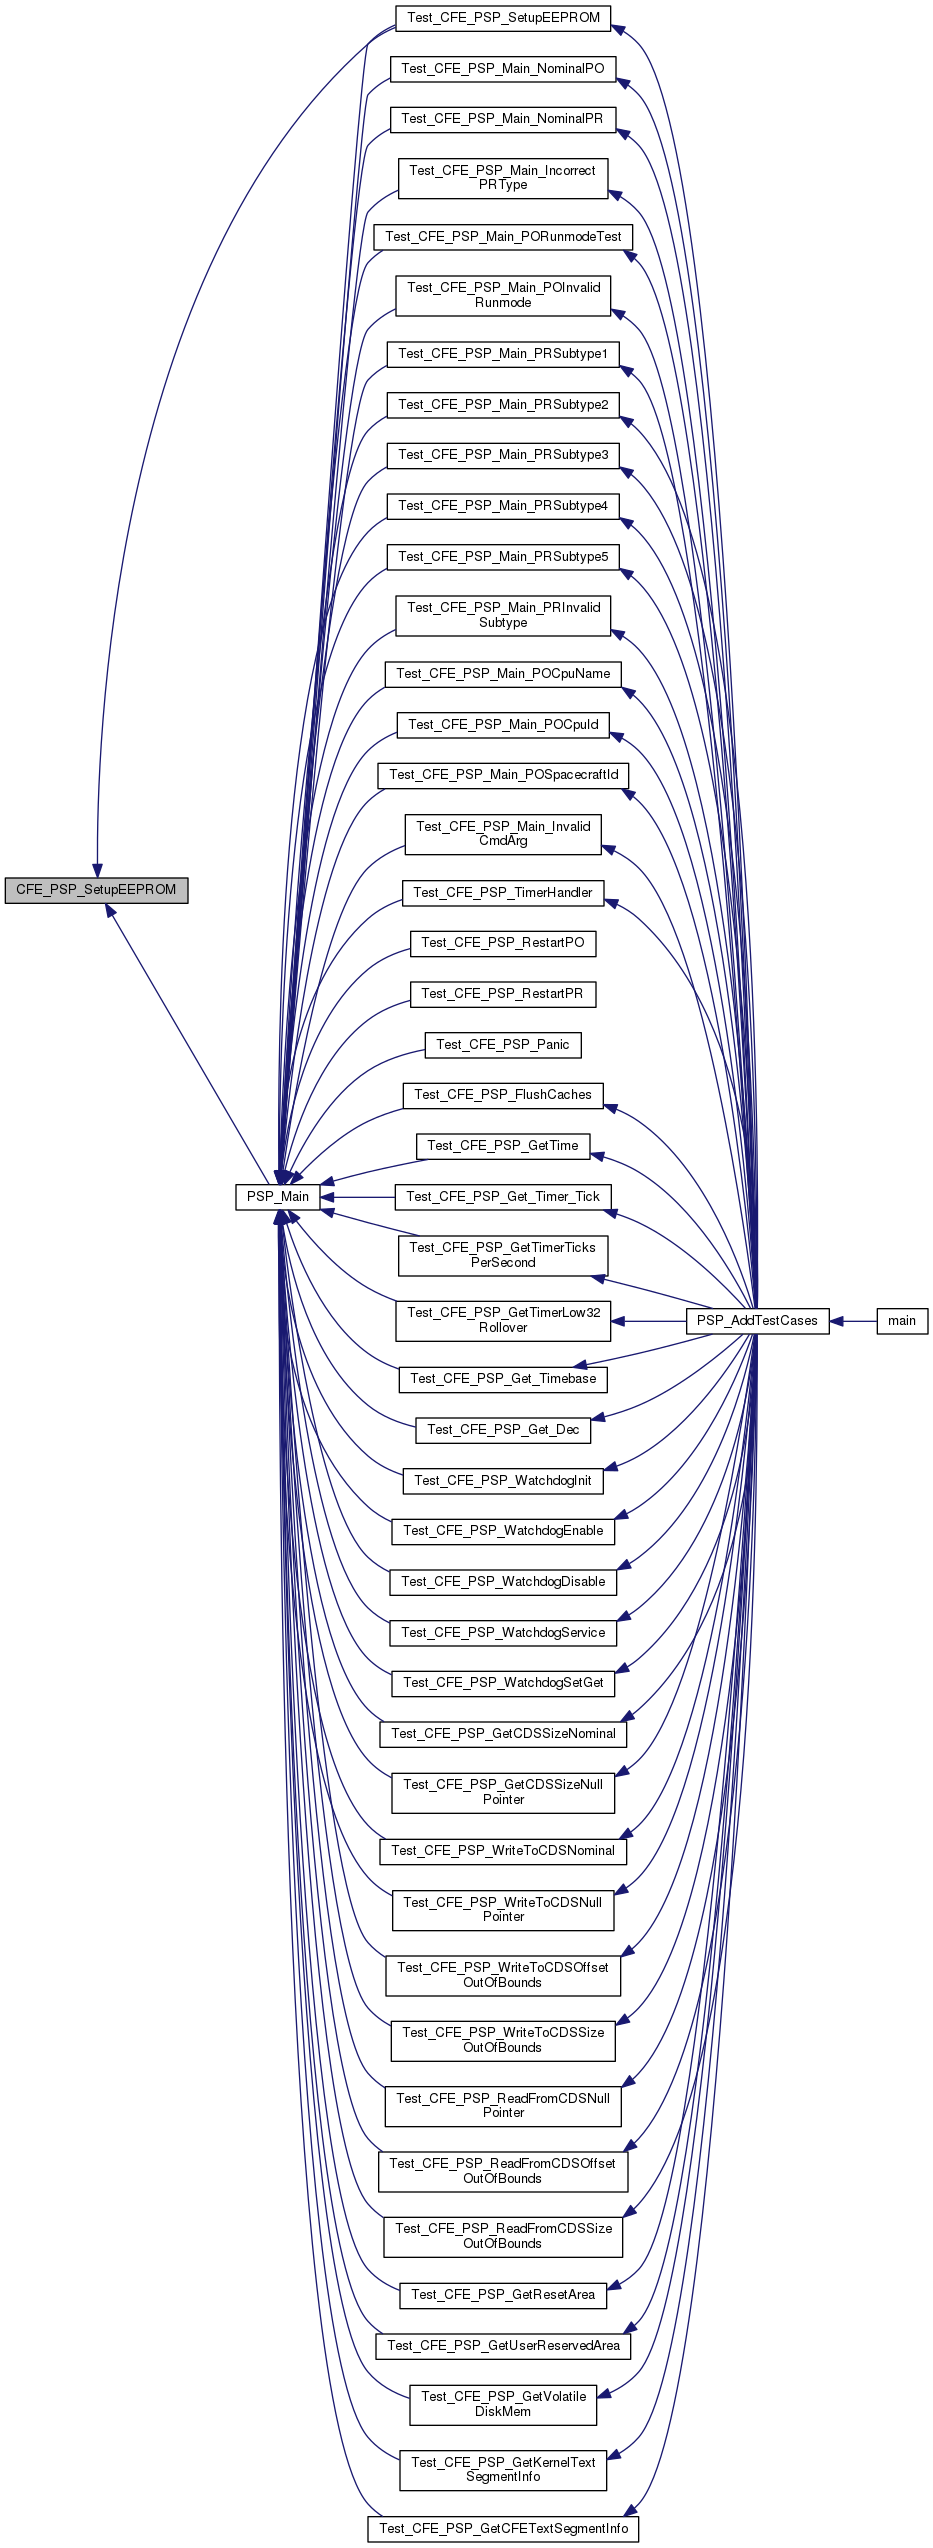 Test_CFE_PSP_SetupEEPROM
Test_CFE_PSP_Main_NominalPO
Test_CFE_PSP_Main_NominalPR
Test_CFE_PSP_Main_Incorrect
PRType
Test_CFE_PSP_Main_PORunmodeTest
Test_CFE_PSP_Main_POInvalid
Runmode
Test_CFE_PSP_Main_PRSubtype1
Test_CFE_PSP_Main_PRSubtype2
Test_CFE_PSP_Main_PRSubtype3
Test_CFE_PSP_Main_PRSubtype4
Test_CFE_PSP_Main_PRSubtype5
Test_CFE_PSP_Main_PRInvalid
Subtype
Test_CFE_PSP_Main_POCpuName
Test_CFE_PSP_Main_POCpuId
Test_CFE_PSP_Main_POSpacecraftId
Test_CFE_PSP_Main_Invalid
CmdArg
CFE_PSP_SetupEEPROM
Test_CFE_PSP_TimerHandler
Test_CFE_PSP_RestartPO
Test_CFE_PSP_RestartPR
Test_CFE_PSP_Panic
Test_CFE_PSP_FlushCaches
Test_CFE_PSP_GetTime
PSP_Main
Test_CFE_PSP_Get_Timer_Tick
Test_CFE_PSP_GetTimerTicks
PerSecond
Test_CFE_PSP_GetTimerLow32
Rollover
PSP_AddTestCases
main
Test_CFE_PSP_Get_Timebase
Test_CFE_PSP_Get_Dec
Test_CFE_PSP_WatchdogInit
Test_CFE_PSP_WatchdogEnable
Test_CFE_PSP_WatchdogDisable
Test_CFE_PSP_WatchdogService
Test_CFE_PSP_WatchdogSetGet
Test_CFE_PSP_GetCDSSizeNominal
Test_CFE_PSP_GetCDSSizeNull
Pointer
Test_CFE_PSP_WriteToCDSNominal
Test_CFE_PSP_WriteToCDSNull
Pointer
Test_CFE_PSP_WriteToCDSOffset
OutOfBounds
Test_CFE_PSP_WriteToCDSSize
OutOfBounds
Test_CFE_PSP_ReadFromCDSNull
Pointer
Test_CFE_PSP_ReadFromCDSOffset
OutOfBounds
Test_CFE_PSP_ReadFromCDSSize
OutOfBounds
Test_CFE_PSP_GetResetArea
Test_CFE_PSP_GetUserReservedArea
Test_CFE_PSP_GetVolatile
DiskMem
Test_CFE_PSP_GetKernelText
SegmentInfo
Test_CFE_PSP_GetCFETextSegmentInfo